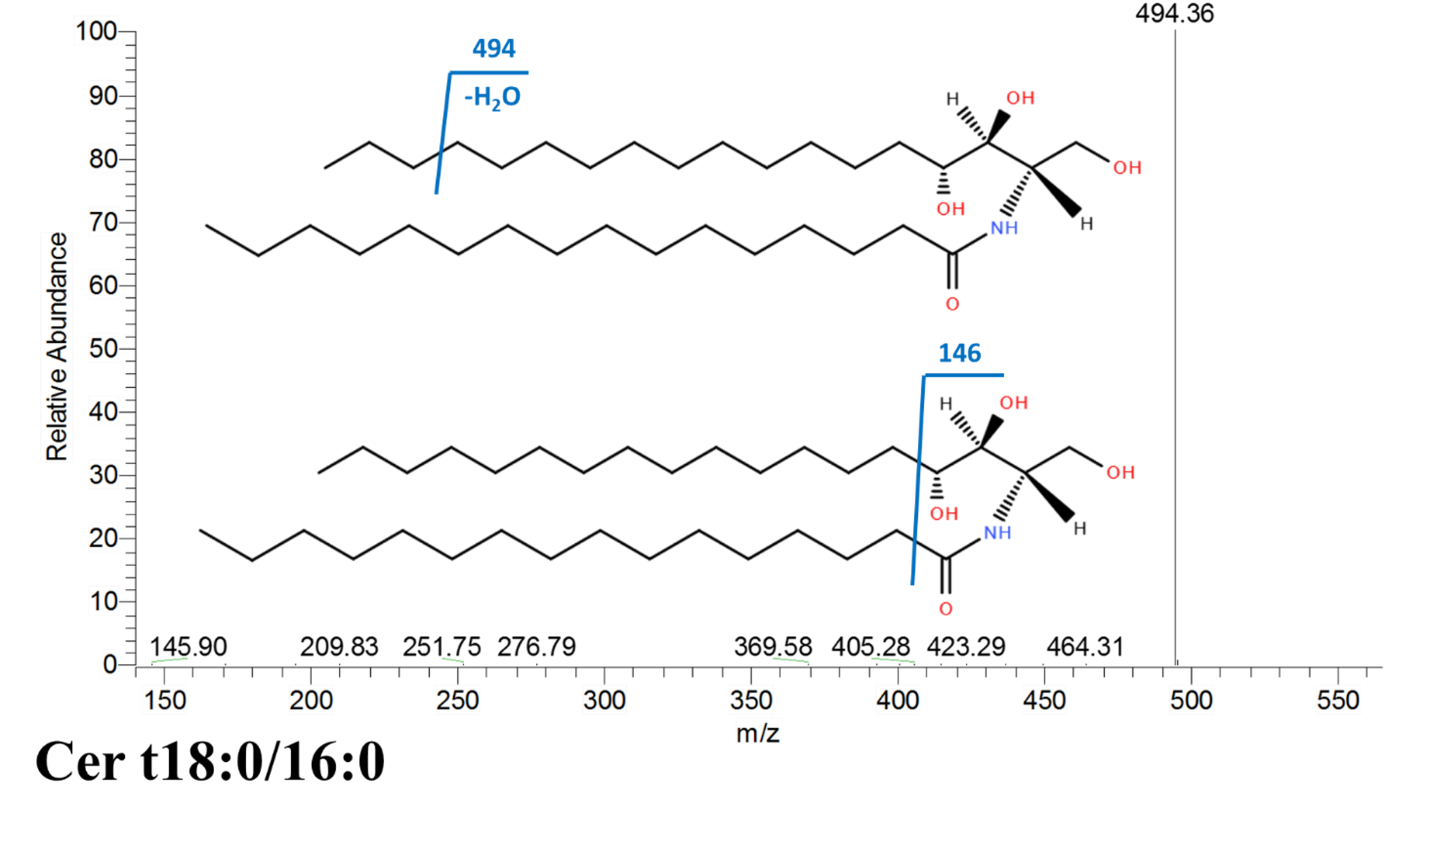 494.36
100
90
80
70
60
50
40
30
20
10
0
Relative Abundance
494
-H₂O
H
OH
OH
OH
NH
H
O
146
H
OH
OH
OH
NH
H
O
145.90 209.83 251.75 276.79 369.58 405.28 423.29 464.31
150 200 250 300 350 400 450 500 550
m/z
Cer t18:0/16:0